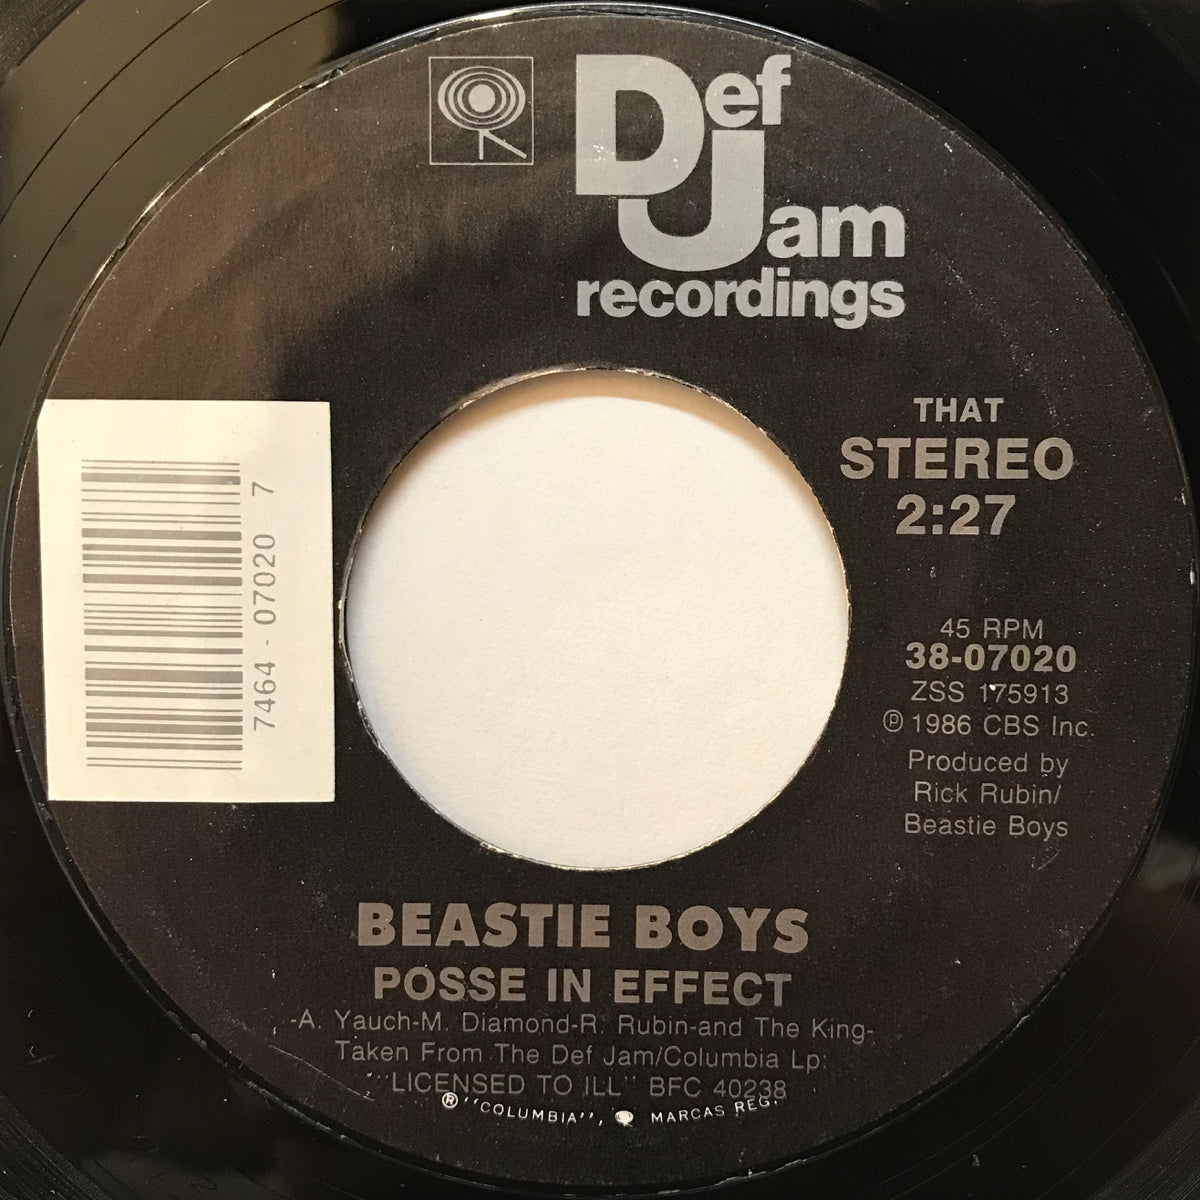 Def
Jam
recordings
THAT
STEREO
2:27
45 RPM
38-07020
ZSS 175913
℗ 1986 CBS Inc.
Produced by
Rick Rubin/
Beastie Boys
7464 - 07020 7
BEASTIE BOYS
POSSE IN EFFECT
-A. Yauch-M. Diamond-R. Rubin-and The King-
Taken From The Def Jam/Columbia Lp:
"LICENSED TO ILL" BFC 40238
® "COLUMBIA", MARCAS REG.